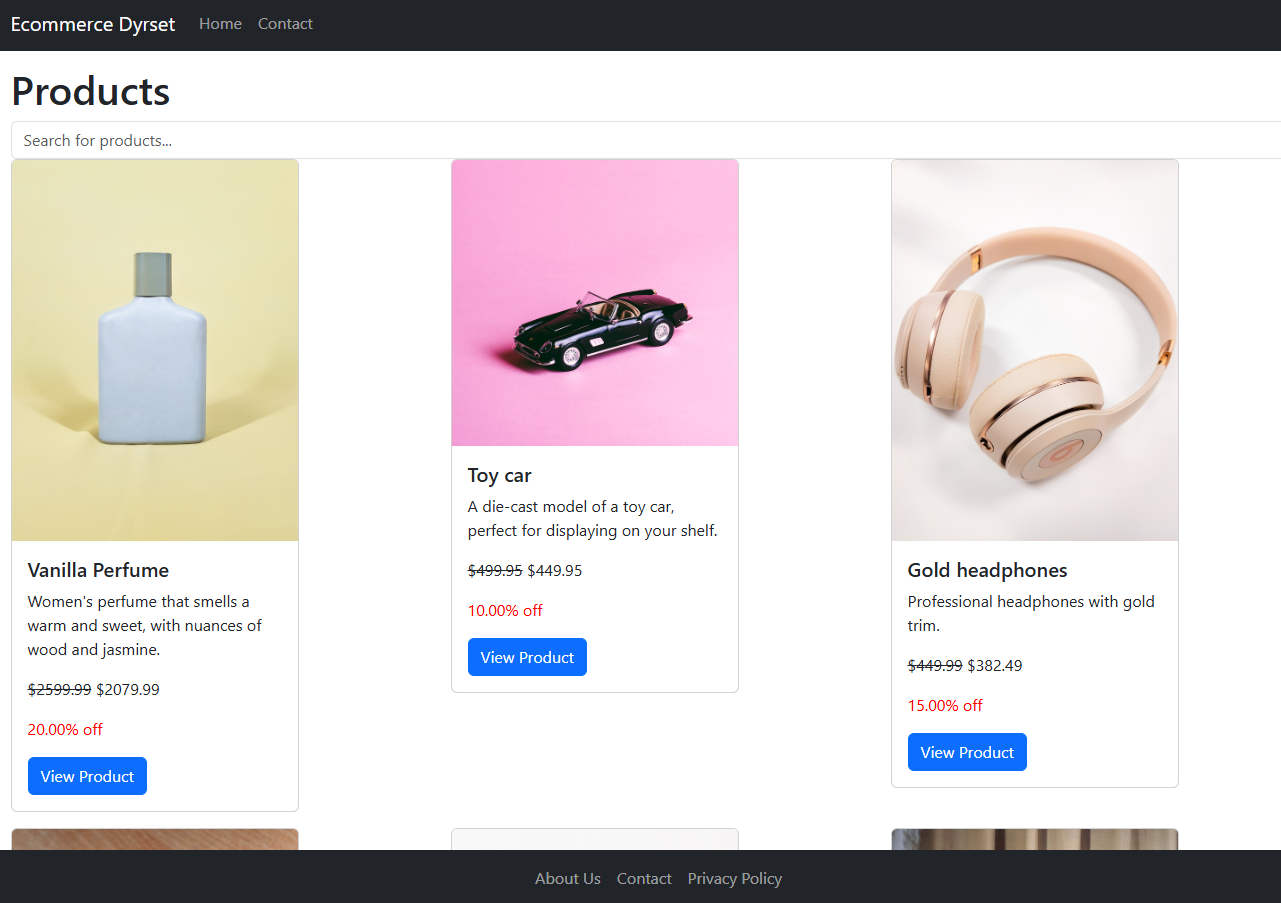 Ecommerce Dyrset Home Contact
Products
Search for products...
Vanilla Perfume
Women's perfume that smells a
warm and sweet, with nuances of
wood and jasmine.
$2599.99 $2079.99
20.00% off
View Product
Toy car
A die-cast model of a toy car,
perfect for displaying on your shelf.
$499.95 $449.95
10.00% off
View Product
Gold headphones
Professional headphones with gold
trim.
$449.99 $382.49
15.00% off
View Product
About Us Contact Privacy Policy